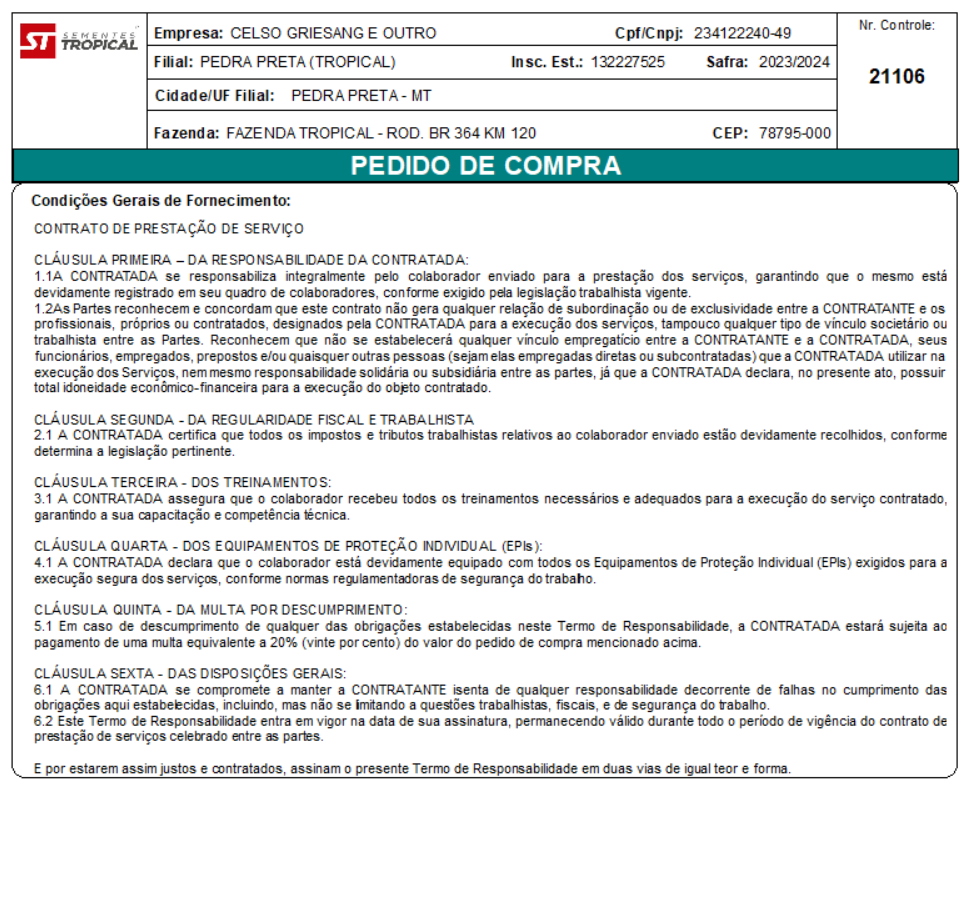 ST SEMENTES TROPICAL
Empresa: CELSO GRIESANG E OUTRO Cpf/Cnpj: 234122240-49
Nr. Controle:
Filial: PEDRA PRETA (TROPICAL) Insc. Est.: 132227525 Safra: 2023/2024
21106
Cidade/UF Filial: PEDRA PRETA - MT
Fazenda: FAZENDA TROPICAL - ROD. BR 364 KM 120 CEP: 78795-000
PEDIDO DE COMPRA
Condições Gerais de Fornecimento:
CONTRATO DE PRESTAÇÃO DE SERVIÇO
CLÁUSULA PRIMEIRA – DA RESPONSABILIDADE DA CONTRATADA:
1.1A CONTRATADA se responsabiliza integralmente pelo colaborador enviado para a prestação dos serviços, garantindo que o mesmo está
devidamente registrado em seu quadro de colaboradores, conforme exigido pela legislação trabalhista vigente.
1.2As Partes reconhecem e concordam que este contrato não gera qualquer relação de subordinação ou de exclusividade entre a CONTRATANTE e os
profissionais, próprios ou contratados, designados pela CONTRATADA para a execução dos serviços, tampouco qualquer tipo de vínculo societário ou
trabalhista entre as Partes. Reconhecem que não se estabelecerá qualquer vínculo empregatício entre a CONTRATANTE e a CONTRATADA, seus
funcionários, empregados, prepostos e/ou quaisquer outras pessoas (sejam elas empregadas diretas ou subcontratadas) que a CONTRATADA utilizar na
execução dos Serviços, nem mesmo responsabilidade solidária ou subsidiária entre as partes, já que a CONTRATADA declara, no presente ato, possuir
total idoneidade econômico-financeira para a execução do objeto contratado.
CLÁUSULA SEGUNDA - DA REGULARIDADE FISCAL E TRABALHISTA
2.1 A CONTRATADA certifica que todos os impostos e tributos trabalhistas relativos ao colaborador enviado estão devidamente recolhidos, conforme
determina a legislação pertinente.
CLÁUSULA TERCEIRA - DOS TREINAMENTOS:
3.1 A CONTRATADA assegura que o colaborador recebeu todos os treinamentos necessários e adequados para a execução do serviço contratado,
garantindo a sua capacitação e competência técnica.
CLÁUSULA QUARTA - DOS EQUIPAMENTOS DE PROTEÇÃO INDIVIDUAL (EPIs):
4.1 A CONTRATADA declara que o colaborador está devidamente equipado com todos os Equipamentos de Proteção Individual (EPIs) exigidos para a
execução segura dos serviços, conforme normas regulamentadoras de segurança do trabalho.
CLÁUSULA QUINTA - DA MULTA POR DESCUMPRIMENTO:
5.1 Em caso de descumprimento de qualquer das obrigações estabelecidas neste Termo de Responsabilidade, a CONTRATADA estará sujeita ao
pagamento de uma multa equivalente a 20% (vinte por cento) do valor do pedido de compra mencionado acima.
CLÁUSULA SEXTA - DAS DISPOSIÇÕES GERAIS:
6.1 A CONTRATADA se compromete a manter a CONTRATANTE isenta de qualquer responsabilidade decorrente de falhas no cumprimento das
obrigações aqui estabelecidas, incluindo, mas não se limitando a questões trabalhistas, fiscais, e de segurança do trabalho.
6.2 Este Termo de Responsabilidade entra em vigor na data de sua assinatura, permanecendo válido durante todo o período de vigência do contrato de
prestação de serviços celebrado entre as partes.
E por estarem assim justos e contratados, assinam o presente Termo de Responsabilidade em duas vias de igual teor e forma.